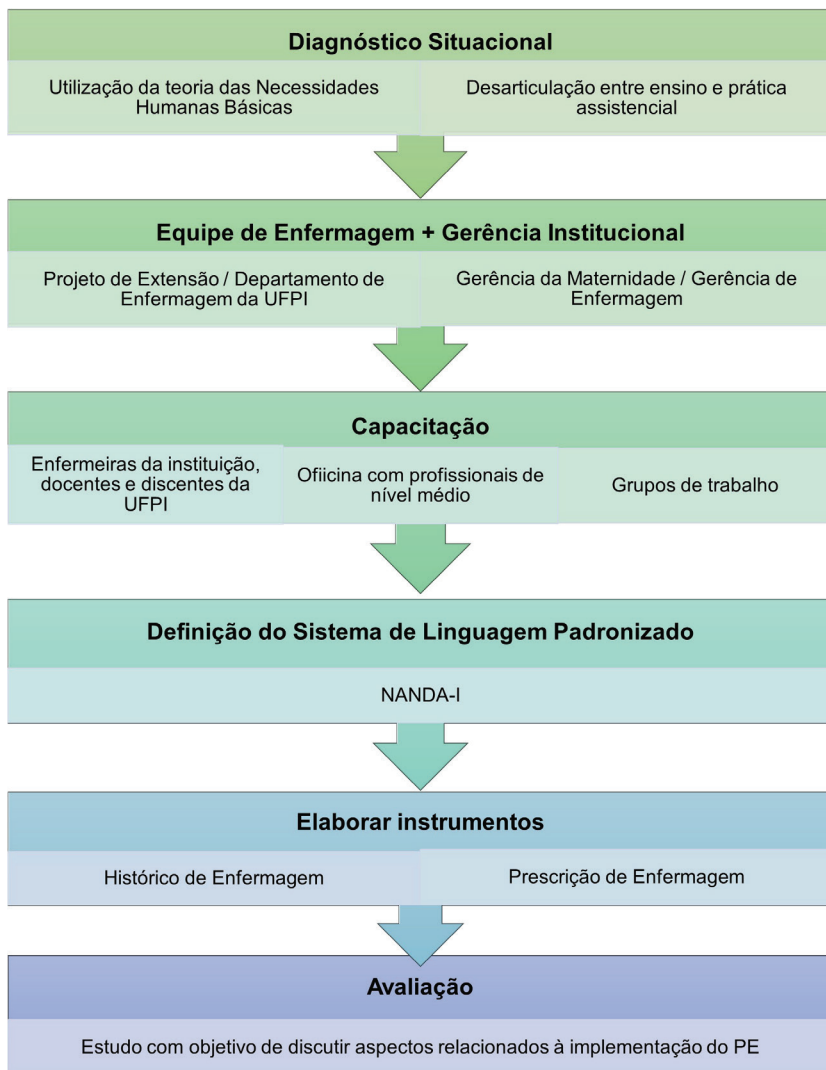 Diagnóstico Situacional
Utilização da teoria das Necessidades
Humanas Básicas
Desarticulação entre ensino e prática
assistencial
Equipe de Enfermagem + Gerência Institucional
Projeto de Extensão / Departamento de
Enfermagem da UFPI
Gerência da Maternidade / Gerência de
Enfermagem
Capacitação
Enfermeiras da instituição,
docentes e discentes da
UFPI
Ofiicina com profissionais de
nível médio
Grupos de trabalho
Definição do Sistema de Linguagem Padronizado
NANDA-I
Elaborar instrumentos
Histórico de Enfermagem
Prescrição de Enfermagem
Avaliação
Estudo com objetivo de discutir aspectos relacionados à implementação do PE